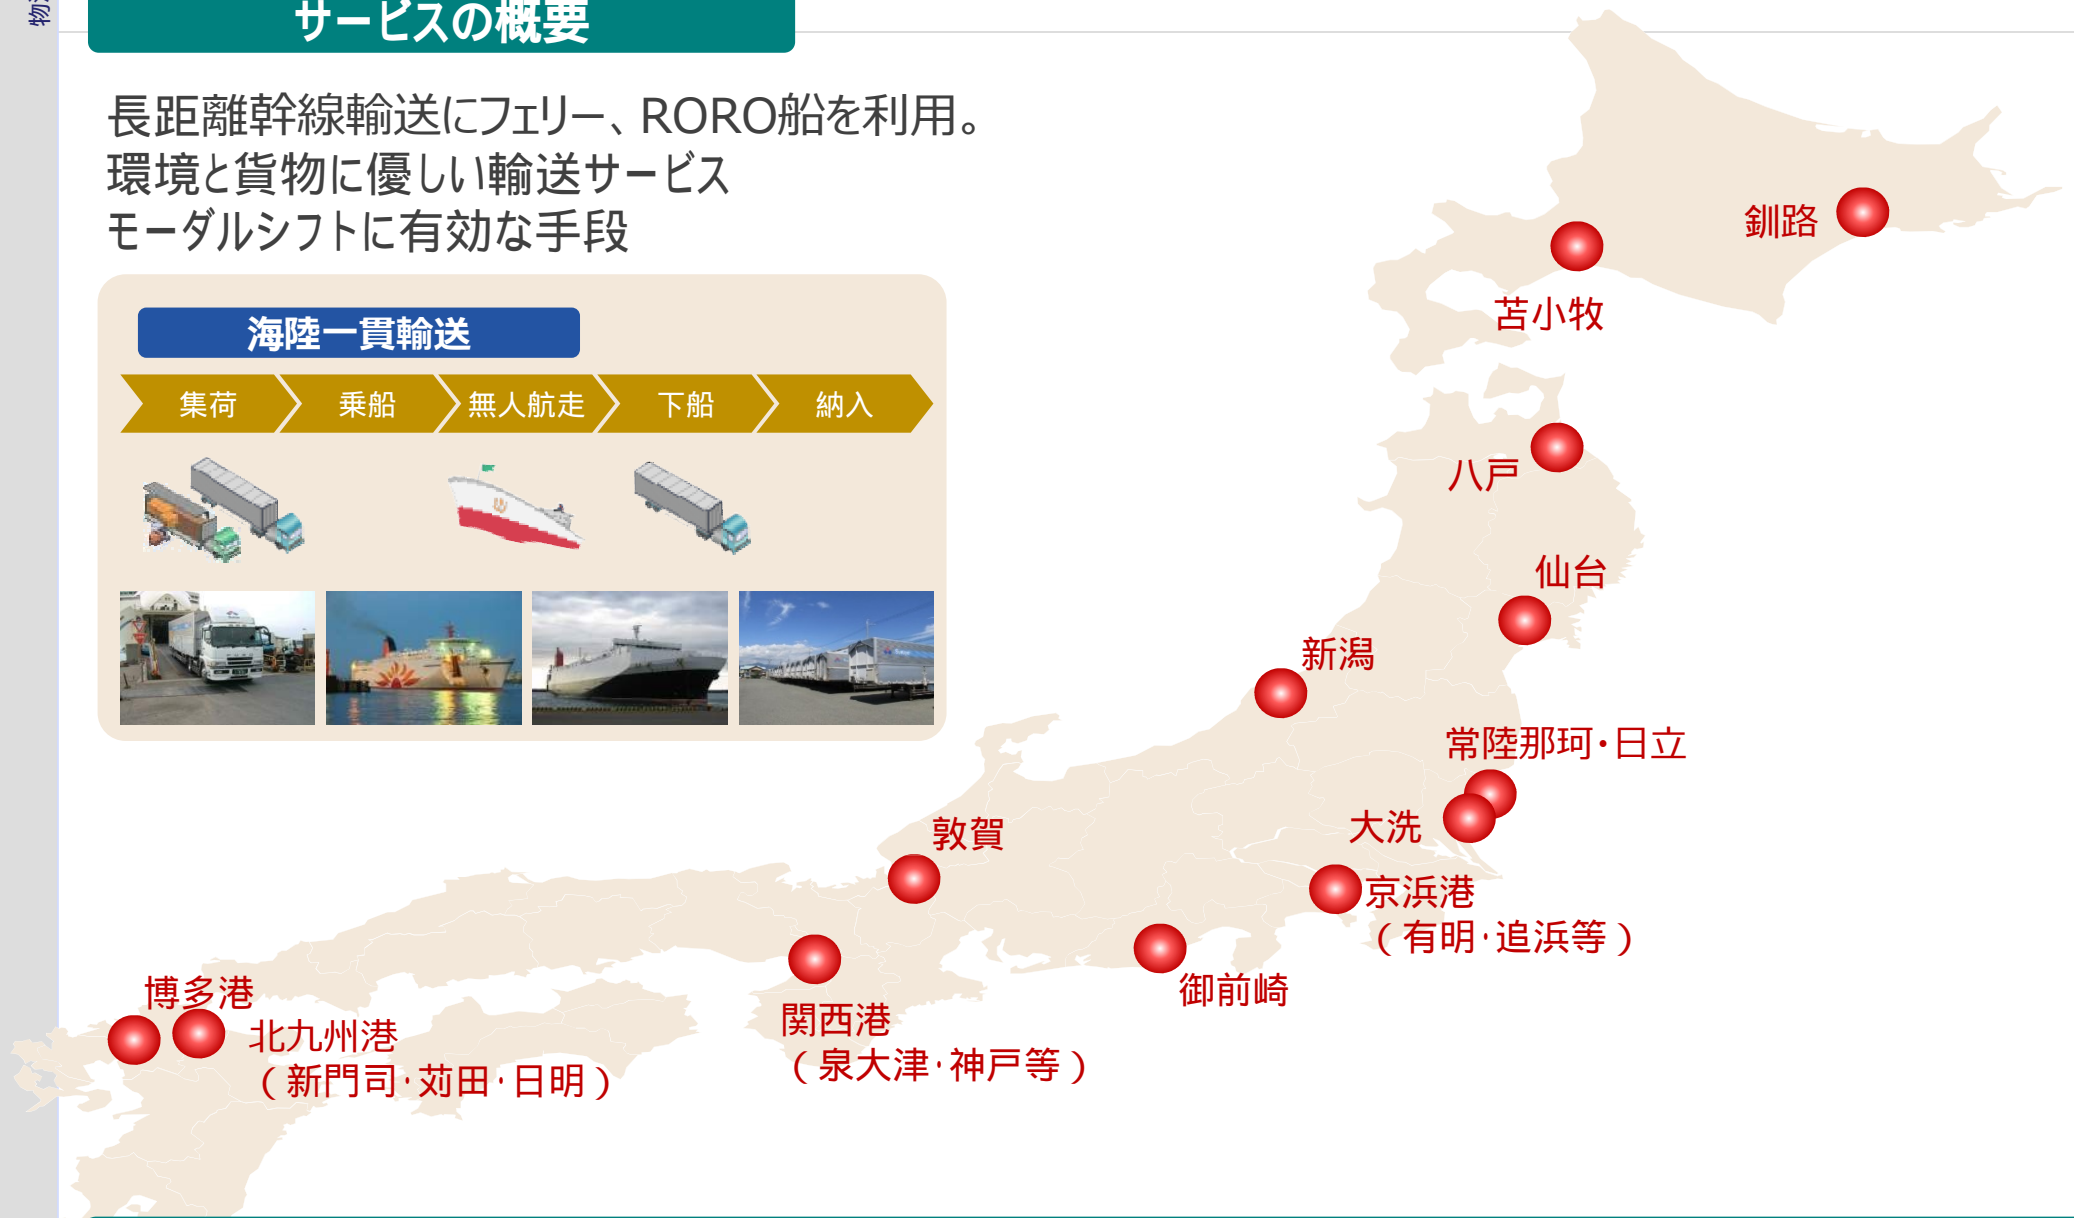 サービスの概要
長距離幹線輸送にフェリー、RORO船を利用。
環境と貨物に優しい輸送サービス
モーダルシフトに有効な手段
海陸一貫輸送
集荷
乗船
無人航走
下船
納入
釧路
苫小牧
八戸
仙台
新潟
常陸那珂・日立
大洗
敦賀
京浜港
(有明・追浜等)
御前崎
関西港
(泉大津・神戸等)
博多港
北九州港
(新門司・苅田・日明)